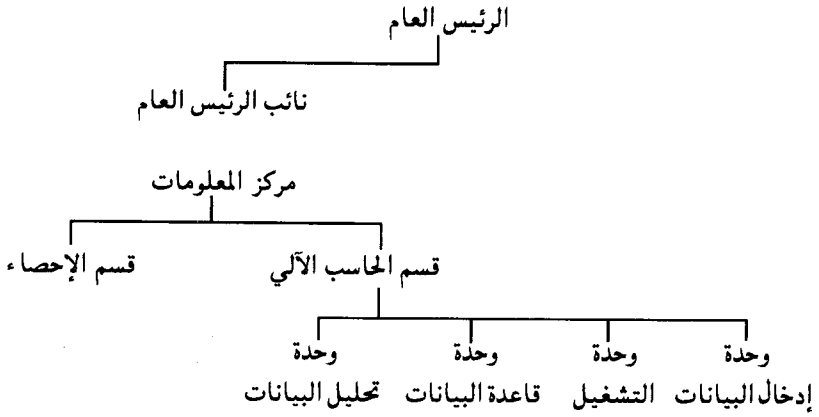 الرئيس العام
نائب الرئيس العام
مركز المعلومات
قسم الحاسب الآلي
قسم الإحصاء
وحدة إدخال البيانات
وحدة التشغيل
وحدة قاعدة البيانات
وحدة تحليل البيانات